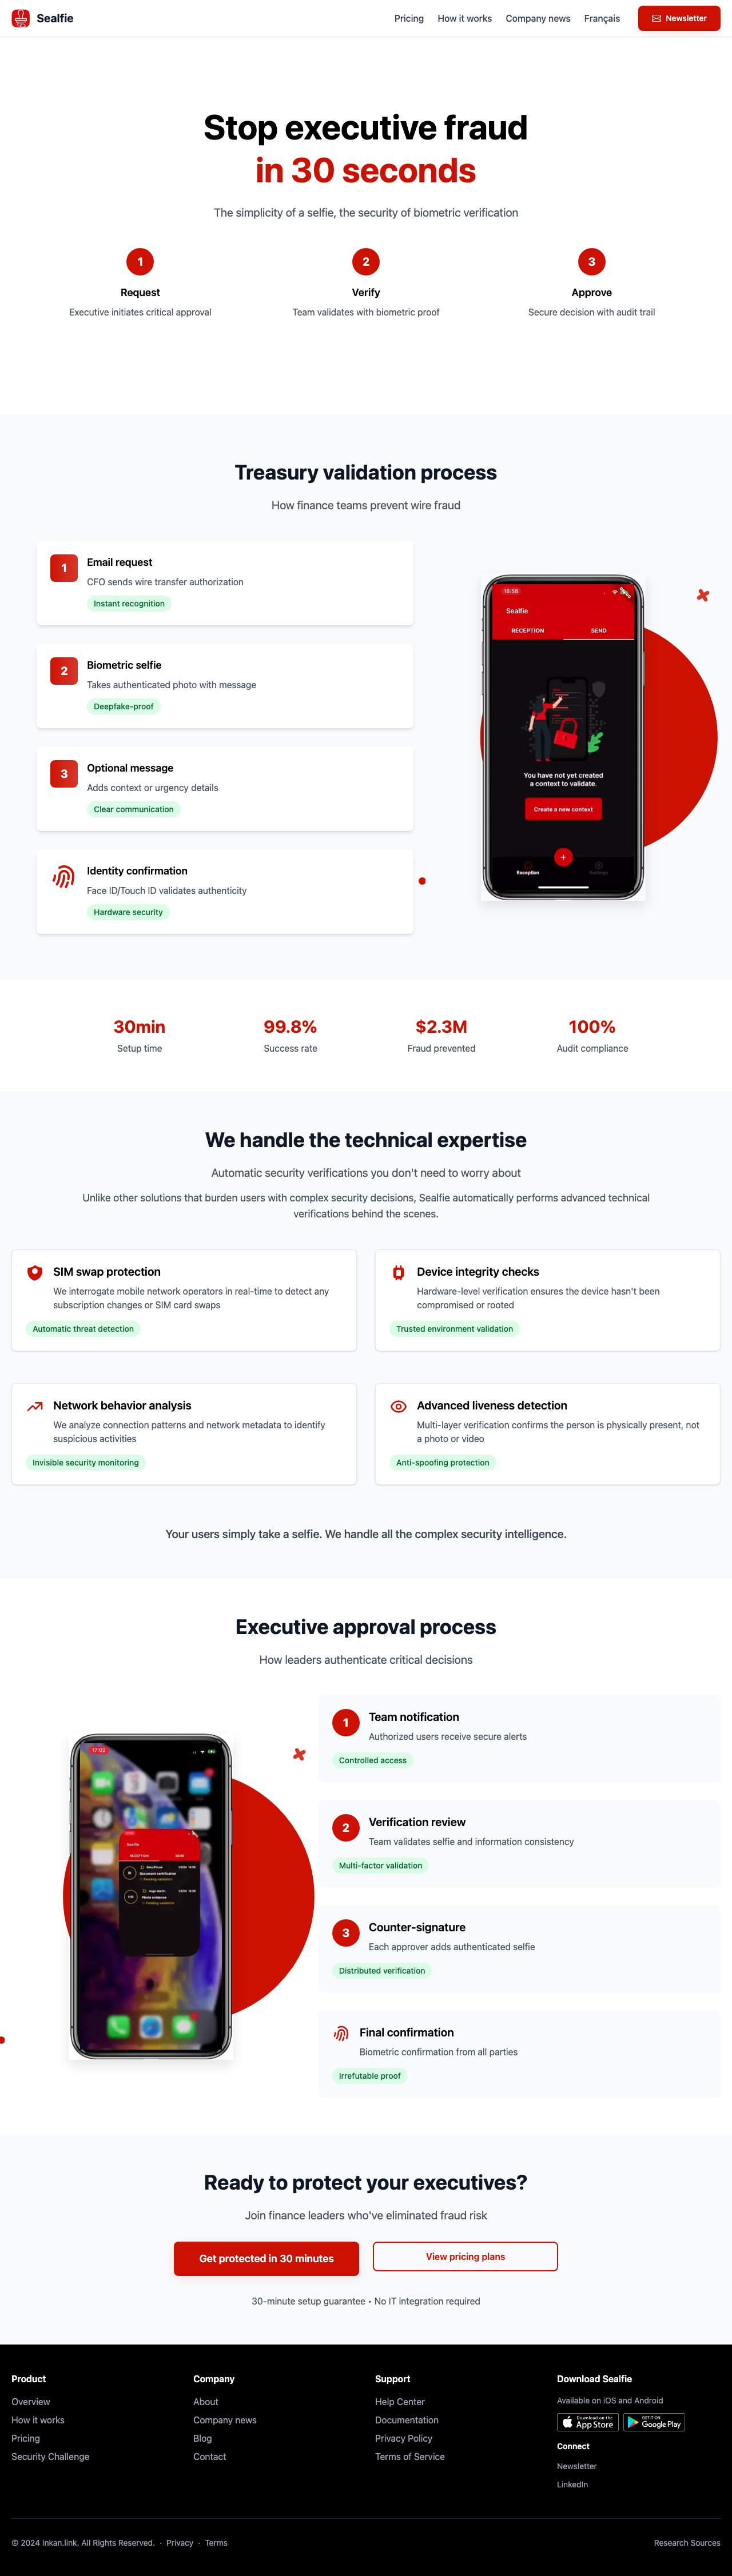 Sealfie
Pricing
How it works
Company news
Français
Newsletter
Stop executive fraud
in 30 seconds
The simplicity of a selfie, the security of biometric verification
1
Request
Executive initiates critical approval
2
Verify
Team validates with biometric proof
3
Approve
Secure decision with audit trail
Treasury validation process
How finance teams prevent wire fraud
1
Email request
CFO sends wire transfer authorization
Instant recognition
2
Biometric selfie
Takes authenticated photo with message
Deepfake-proof
3
Optional message
Adds context or urgency details
Clear communication
Identity confirmation
Face ID/Touch ID validates authenticity
Hardware security
16:58
Sealfie
RECEPTION
SEND
You have not yet created
a context to validate.
Create a new context
+
Reception
Settings
30min
Setup time
99.8%
Success rate
$2.3M
Fraud prevented
100%
Audit compliance
We handle the technical expertise
Automatic security verifications you don't need to worry about
Unlike other solutions that burden users with complex security decisions, Sealfie automatically performs advanced technical
verifications behind the scenes.
SIM swap protection
We interrogate mobile network operators in real-time to detect any
subscription changes or SIM card swaps
Automatic threat detection
Device integrity checks
Hardware-level verification ensures the device hasn't been
compromised or rooted
Trusted environment validation
Network behavior analysis
We analyze connection patterns and network metadata to identify
suspicious activities
Invisible security monitoring
Advanced liveness detection
Multi-layer verification confirms the person is physically present, not
a photo or video
Anti-spoofing protection
Your users simply take a selfie. We handle all the complex security intelligence.
Executive approval process
How leaders authenticate critical decisions
17:02
Sealfie
RECEPTION
SEND
Document certification
Pending validation
Photo evidence
Pending validation
1
Team notification
Authorized users receive secure alerts
Controlled access
2
Verification review
Team validates selfie and information consistency
Multi-factor validation
3
Counter-signature
Each approver adds authenticated selfie
Distributed verification
Final confirmation
Biometric confirmation from all parties
Irrefutable proof
Ready to protect your executives?
Join finance leaders who've eliminated fraud risk
Get protected in 30 minutes
View pricing plans
30-minute setup guarantee • No IT integration required
Product
Overview
How it works
Pricing
Security Challenge
Company
About
Company news
Blog
Contact
Support
Help Center
Documentation
Privacy Policy
Terms of Service
Download Sealfie
Available on iOS and Android
Download on the
App Store
GET IT ON
Google Play
Connect
Newsletter
LinkedIn
© 2024 Inkan.link. All Rights Reserved. · Privacy · Terms
Research Sources